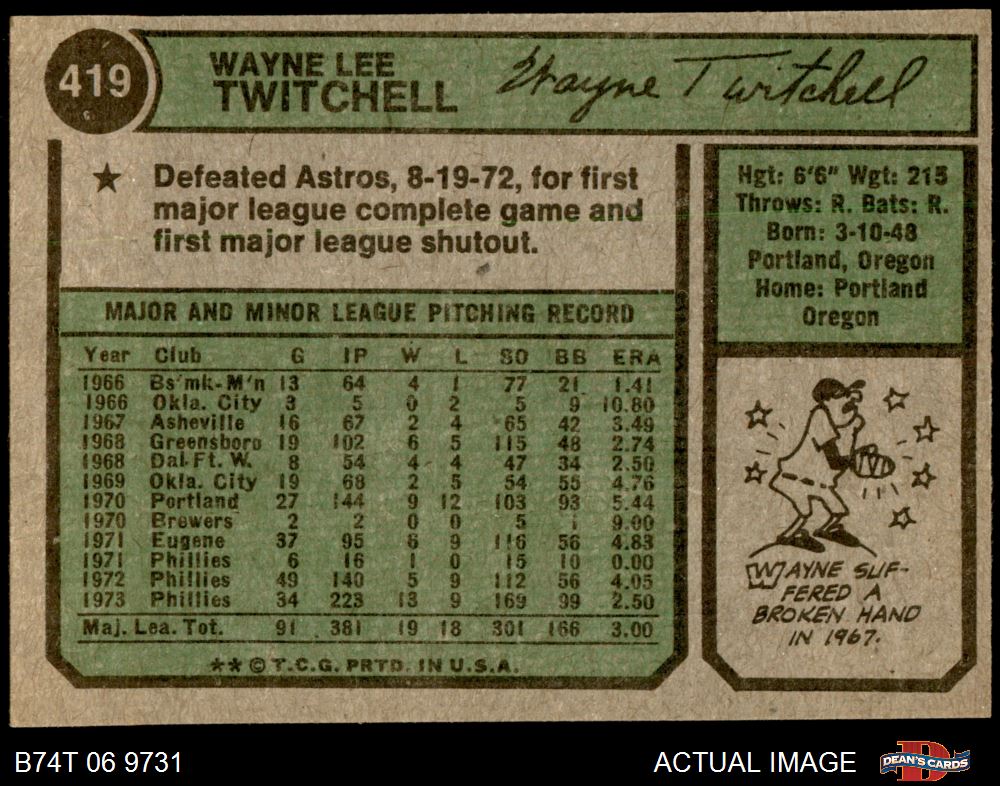 419
C
WAYNE LEE
TWITCHELL
Wayne Twitchell
★ Defeated Astros, 8-19-72, for first
major league complete game and
first major league shutout.
Hgt: 6'6" Wgt: 215
Throws: R. Bats: R.
Born: 3-10-48
Portland, Oregon
Home: Portland
Oregon
MAJOR AND MINOR LEAGUE PITCHING RECORD
Year Club G IP W L SO BB ERA
1966 Bs'mk-M'n 13 64 4 1 77 21 1.41
1966 Okla. City 3 5 0 2 5 9 10.80
1967 Asheville 16 67 2 4 65 42 3.49
1968 Greensboro 19 102 6 5 115 48 2.74
1968 Dal-Ft. W. 8 54 4 4 47 34 2.50
1969 Okla. City 19 68 2 5 54 55 4.76
1970 Portland 27 144 9 12 103 93 5.44
1970 Brewers 2 2 0 0 5 1 9.00
1971 Eugene 37 95 6 9 116 56 4.83
1971 Phillies 6 16 1 0 15 10 0.00
1972 Phillies 49 140 5 9 112 56 4.05
1973 Phillies 34 223 13 9 169 99 2.50
Maj. Lea. Tot. 91 381 19 18 301 166 3.00
★★ © T.C.G. PRTD. IN U.S.A.
WAYNE SUF-
FERED A
BROKEN HAND
IN 1967.
B74T 06 9731
ACTUAL IMAGE
DEAN'S CARDS